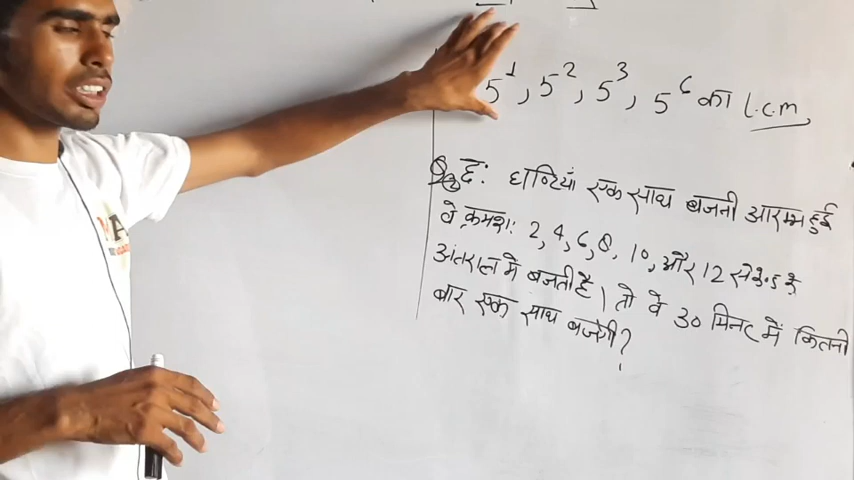 5¹, 5², 5³, 5⁶ का L.C.M
छ: घण्टियाँ एक साथ बजनी आरम्भ हुई
वे क्रमश: 2, 4, 6, 8, 10, और 12 सेकेण्ड के
अंतराल में बजती है। तो वे 30 मिनट में कितनी
बार एक साथ बजेगी?